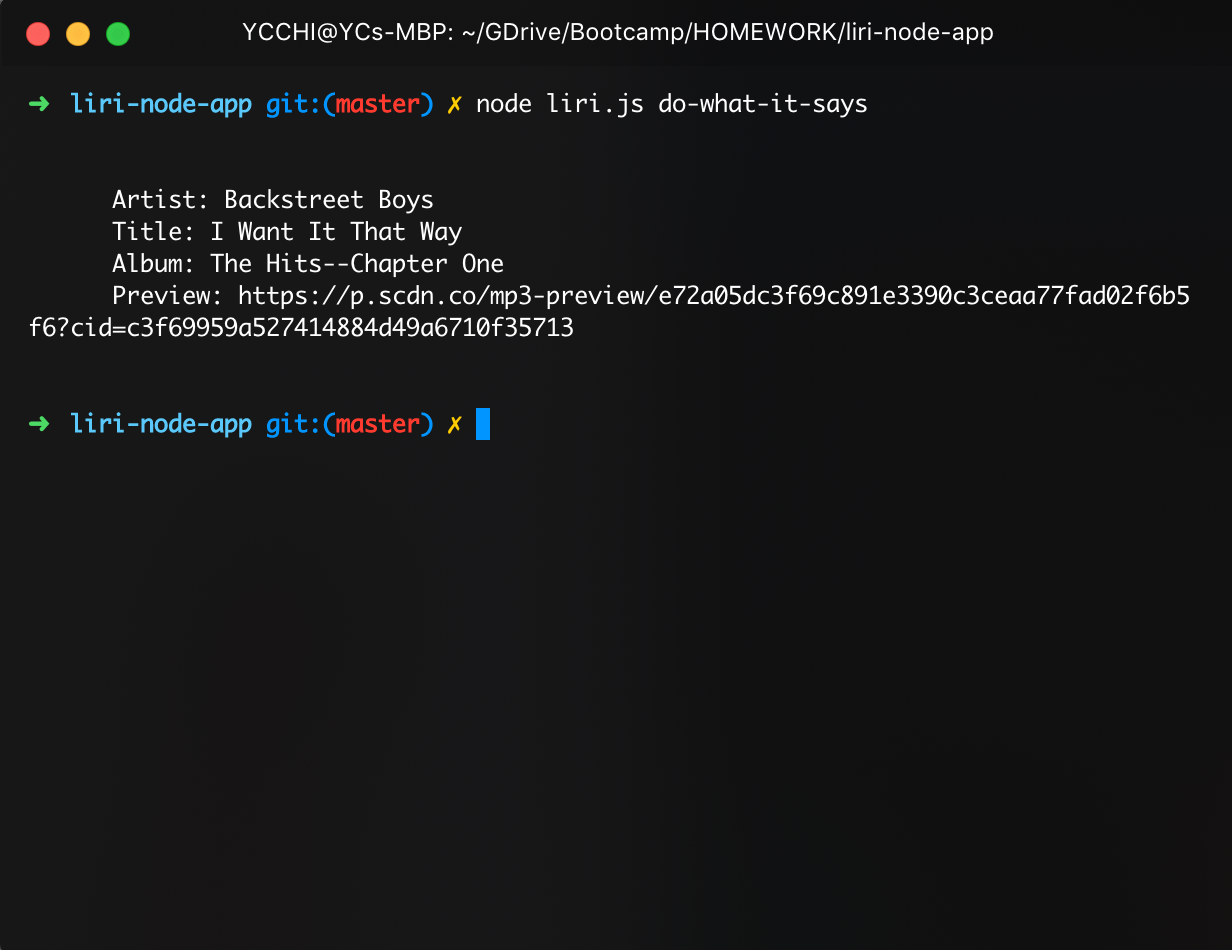 YCCHI@YCs-MBP: ~/GDrive/Bootcamp/HOMEWORK/liri-node-app
➜ liri-node-app git:(master) ✗ node liri.js do-what-it-says
Artist: Backstreet Boys
Title: I Want It That Way
Album: The Hits--Chapter One
Preview: https://p.scdn.co/mp3-preview/e72a05dc3f69c891e3390c3ceaa77fad02f6b5
f6?cid=c3f69959a527414884d49a6710f35713
➜ liri-node-app git:(master) ✗